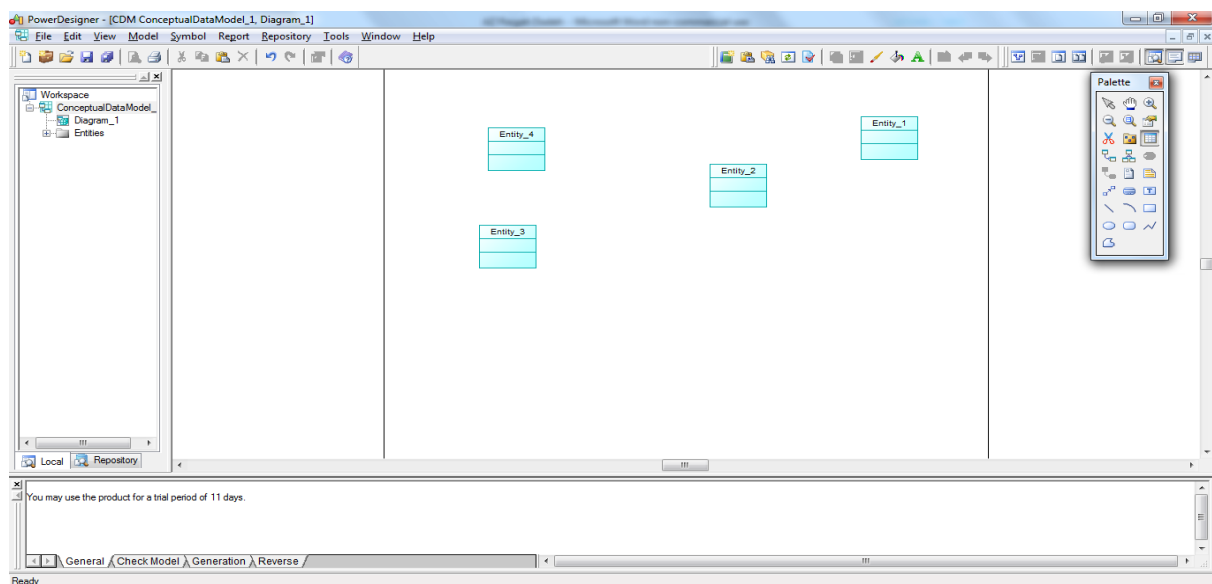 PowerDesigner - [CDM ConceptualDataModel_1, Diagram_1]
File Edit View Model Symbol Report Repository Tools Window Help
Workspace
ConceptualDataModel_
Diagram_1
Entities
Entity_4
Entity_1
Entity_2
Entity_3
Palette
Local Repository
You may use the product for a trial period of 11 days.
General Check Model Generation Reverse
Ready